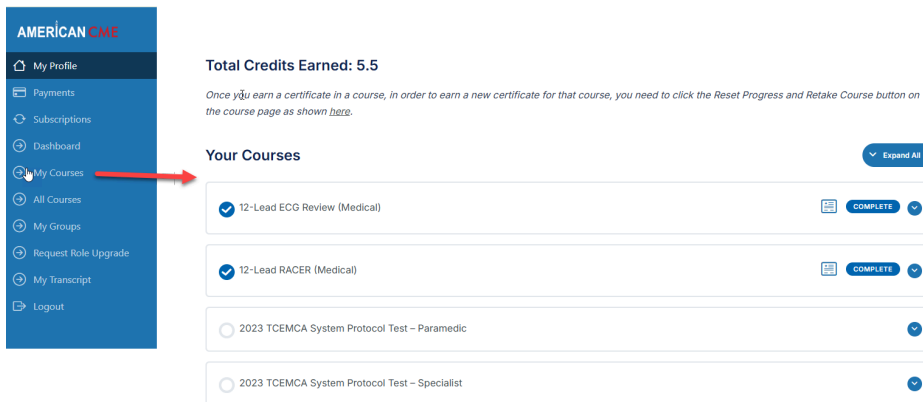 AMERİCAN CME
My Profile
Payments
Subscriptions
Dashboard
My Courses
All Courses
My Groups
Request Role Upgrade
My Transcript
Logout
Total Credits Earned: 5.5
Once you earn a certificate in a course, in order to earn a new certificate for that course, you need to click the Reset Progress and Retake Course button on
the course page as shown here.
Your Courses
Expand All
12-Lead ECG Review (Medical)
COMPLETE
12-Lead RACER (Medical)
COMPLETE
2023 TCEMCA System Protocol Test – Paramedic
2023 TCEMCA System Protocol Test – Specialist